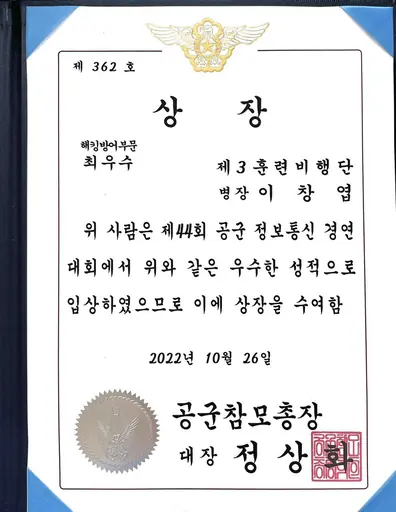 제 362 호
상 장
해킹방어부문
최우수
제3훈련비행단
병장 이 창 엽
위 사람은 제44회 공군 정보통신 경연
대회에서 위와 같은 우수한 성적으로
입상하였으므로 이에 상장을 수여함
2022년 10월 26일
공군참모총장
대장 정 상 화